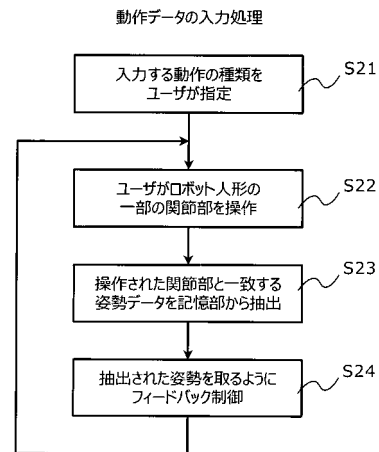 動作データの入力処理
入力する動作の種類を
ユーザが指定
S21
ユーザがロボット人形の
一部の関節部を操作
S22
操作された関節部と一致する
姿勢データを記憶部から抽出
S23
抽出された姿勢を取るように
フィードバック制御
S24